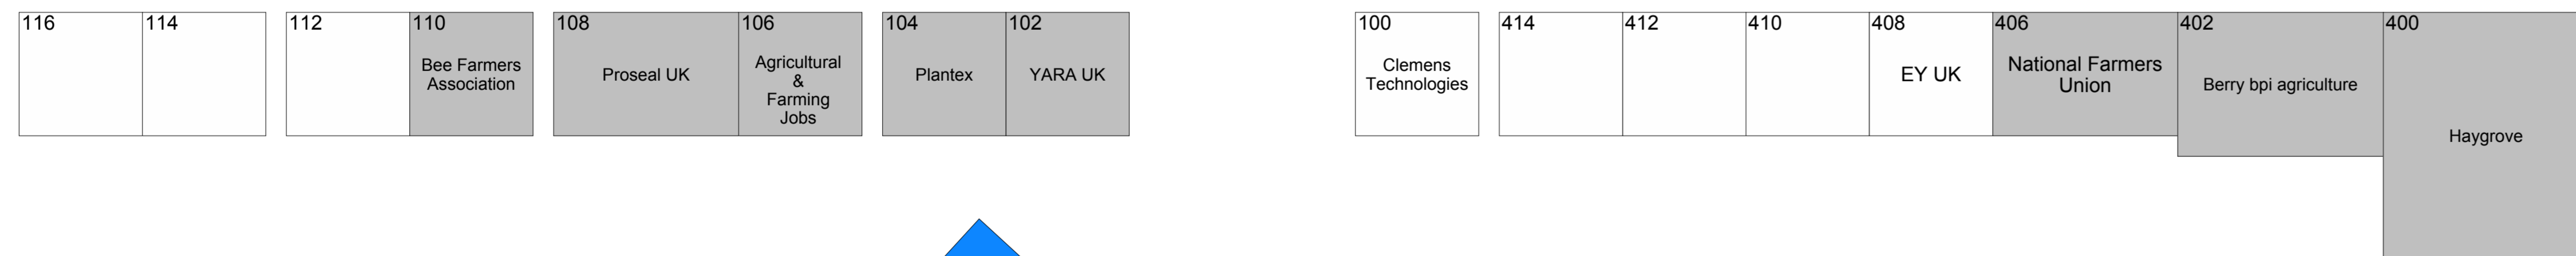 116
114
112
110
Bee Farmers
Association
108
Proseal UK
106
Agricultural
&
Farming
Jobs
104
Plantex
102
YARA UK
100
Clemens
Technologies
414
412
410
408
EY UK
406
National Farmers
Union
402
Berry bpi agriculture
400
Haygrove